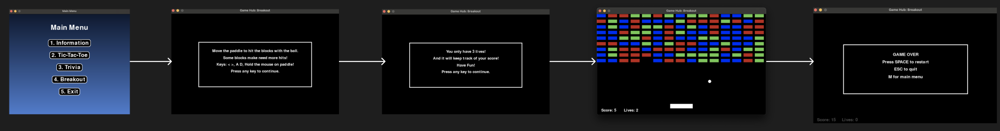 Main Menu
Main Menu
1. Information
2. Tic-Tac-Toe
3. Trivia
4. Breakout
5. Exit
Game Hub: Breakout
Move the paddle to hit the blocks with the ball.
Some blocks make need more hits!
Keys: < >, A D, Hold the mouse on paddle!
Press any key to continue.
Game Hub: Breakout
You only have 3 lives!
And it will keep track of your score!
Have Fun!
Press any key to continue.
Game Hub: Breakout
Score: 5 Lives: 2
Game Hub: Breakout
GAME OVER
Press SPACE to restart
ESC to quit
M for main menu
Score: 15 Lives: 0